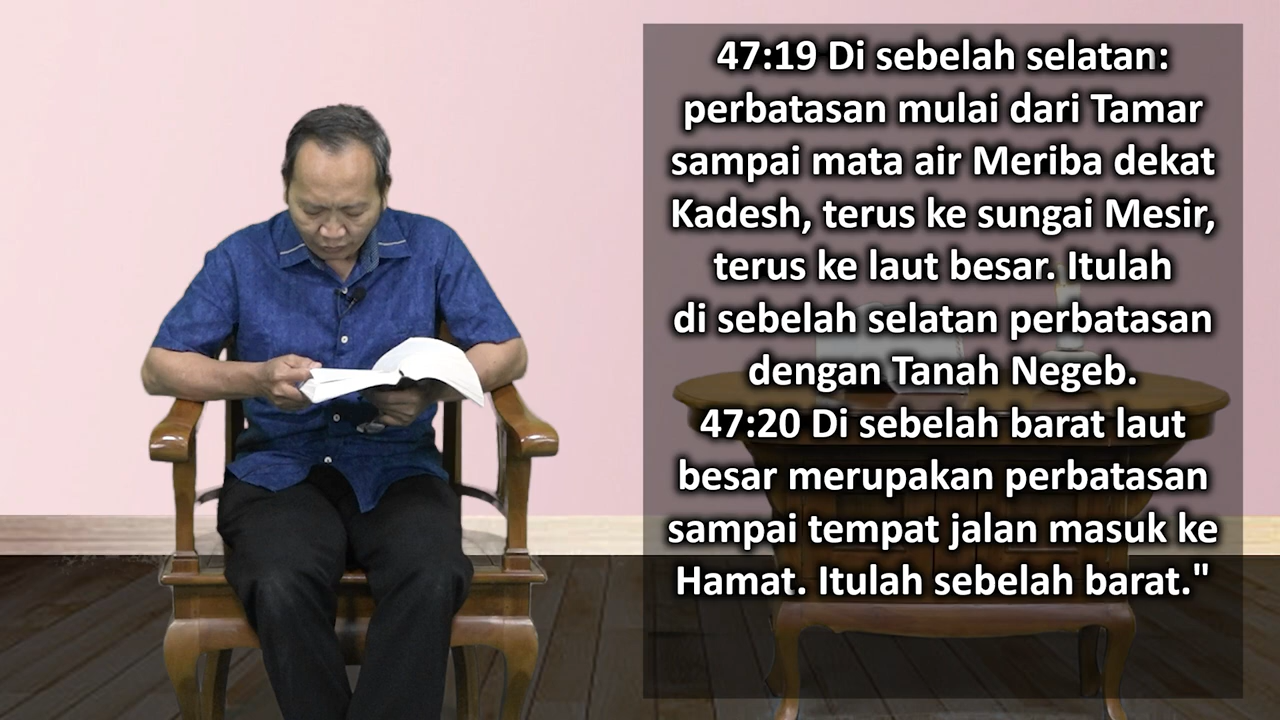 47:19 Di sebelah selatan:
perbatasan mulai dari Tamar
sampai mata air Meriba dekat
Kadesh, terus ke sungai Mesir,
terus ke laut besar. Itulah
di sebelah selatan perbatasan
dengan Tanah Negeb.
47:20 Di sebelah barat laut
besar merupakan perbatasan
sampai tempat jalan masuk ke
Hamat. Itulah sebelah barat."